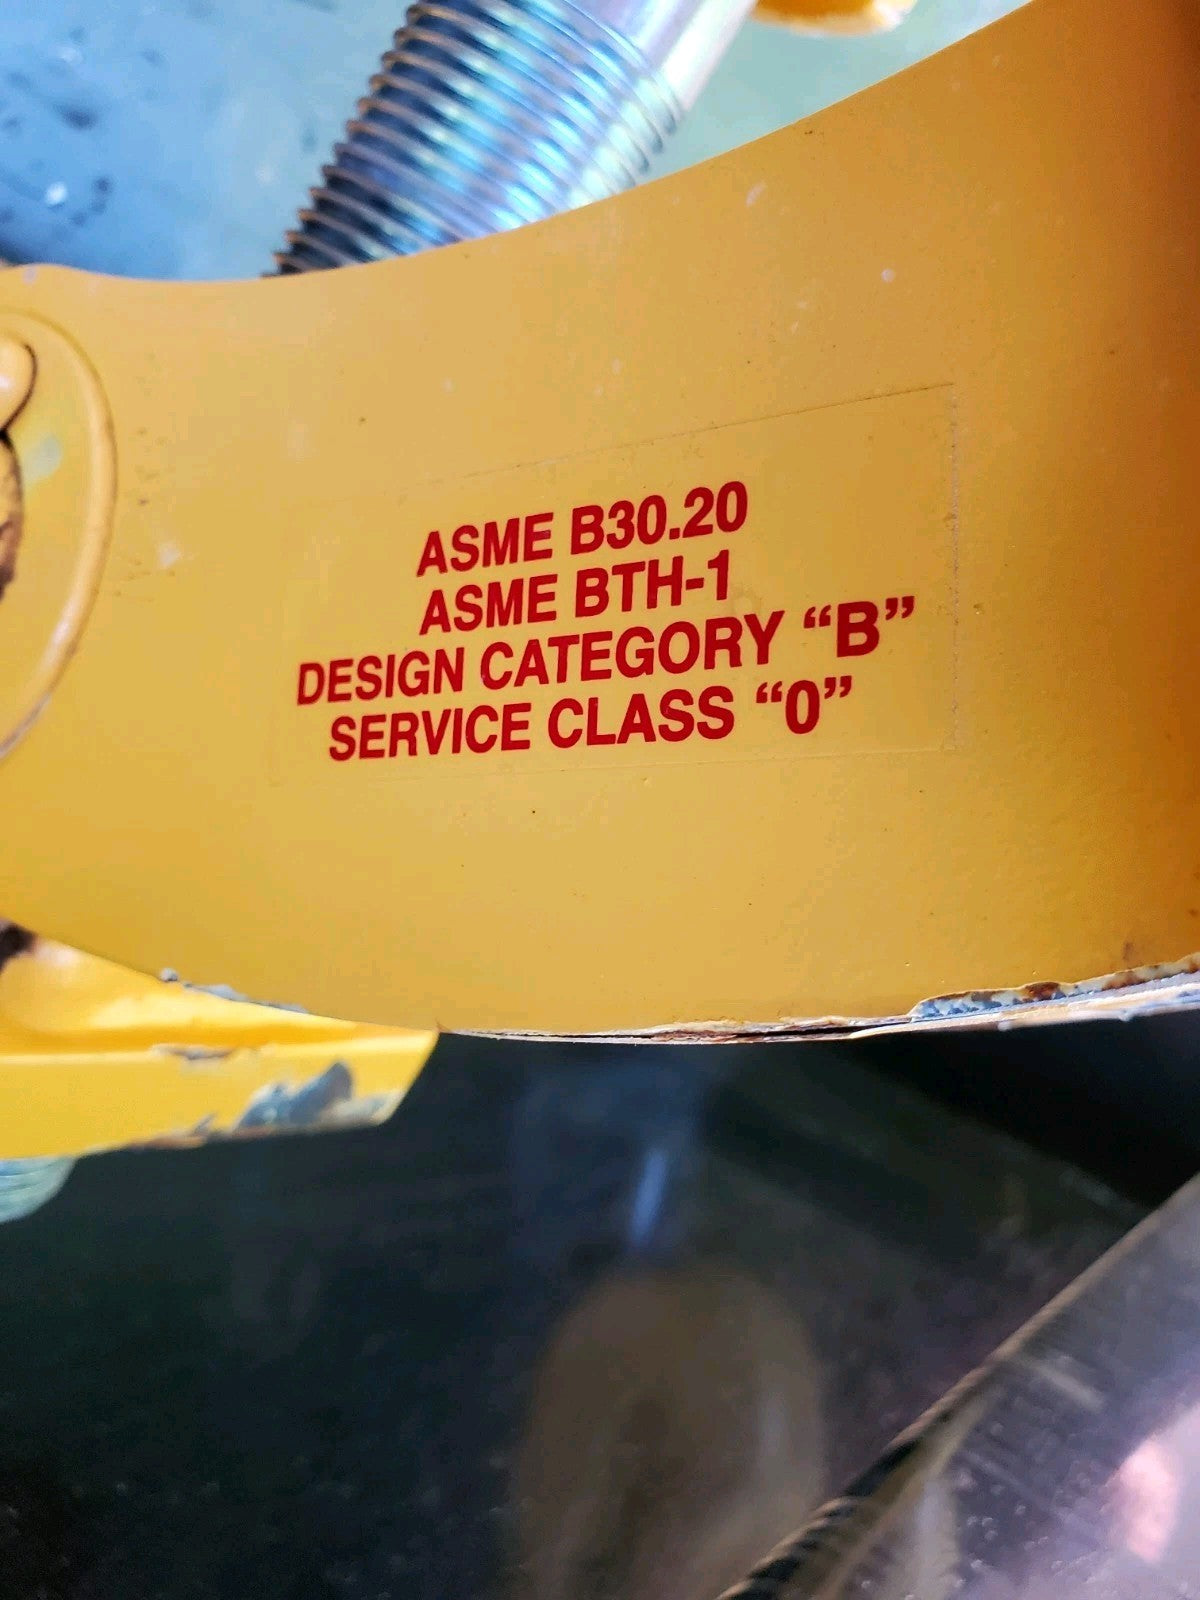 ASME B30.20
ASME BTH-1
DESIGN CATEGORY “B”
SERVICE CLASS “0”